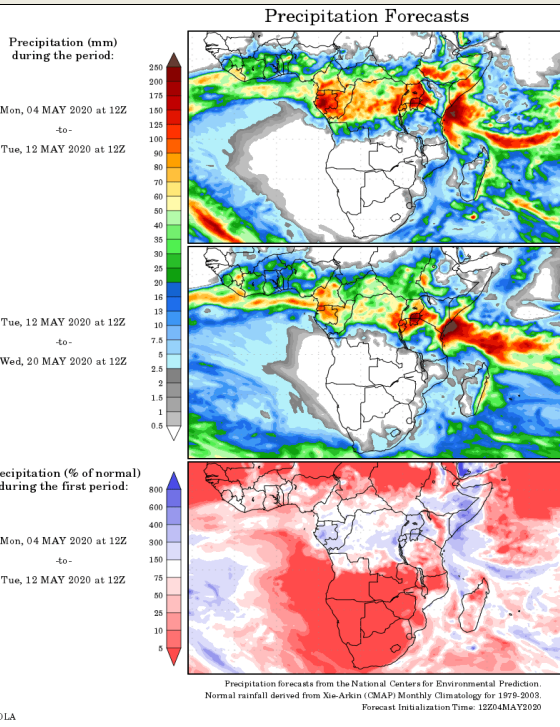 Precipitation Forecasts
Precipitation (mm)
during the period:
250
200
175
150
125
100
90
80
70
60
50
40
35
30
25
20
16
13
10
7.5
5
2.5
2
1.5
1
0.5
Mon, 04 MAY 2020 at 12Z
-to-
Tue, 12 MAY 2020 at 12Z
Tue, 12 MAY 2020 at 12Z
-to-
Wed, 20 MAY 2020 at 12Z
ecipitation (% of normal)
during the first period:
800
600
400
300
150
75
50
25
10
5
Mon, 04 MAY 2020 at 12Z
-to-
Tue, 12 MAY 2020 at 12Z
Precipitation forecasts from the National Centers for Environmental Prediction.
Normal rainfall derived from Xie-Arkin (CMAP) Monthly Climatology for 1979-2003.
Forecast Initialization Time: 12Z04MAY2020
OLA